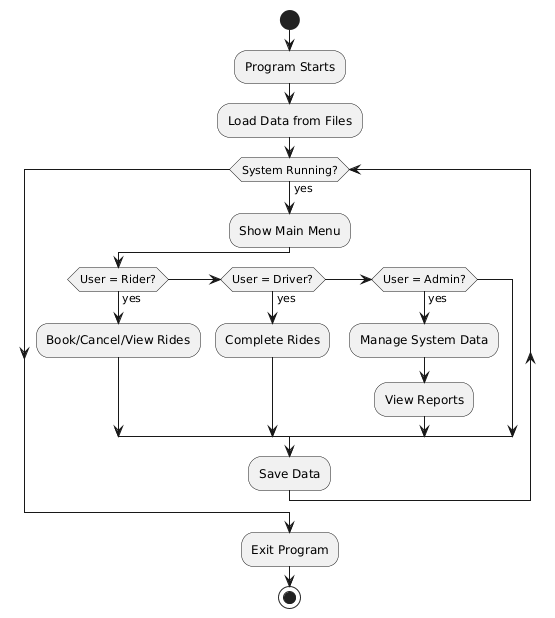 Program Starts
Load Data from Files
System Running?
yes
Show Main Menu
User = Rider?
User = Driver?
User = Admin?
yes
yes
yes
Book/Cancel/View Rides
Complete Rides
Manage System Data
View Reports
Save Data
Exit Program